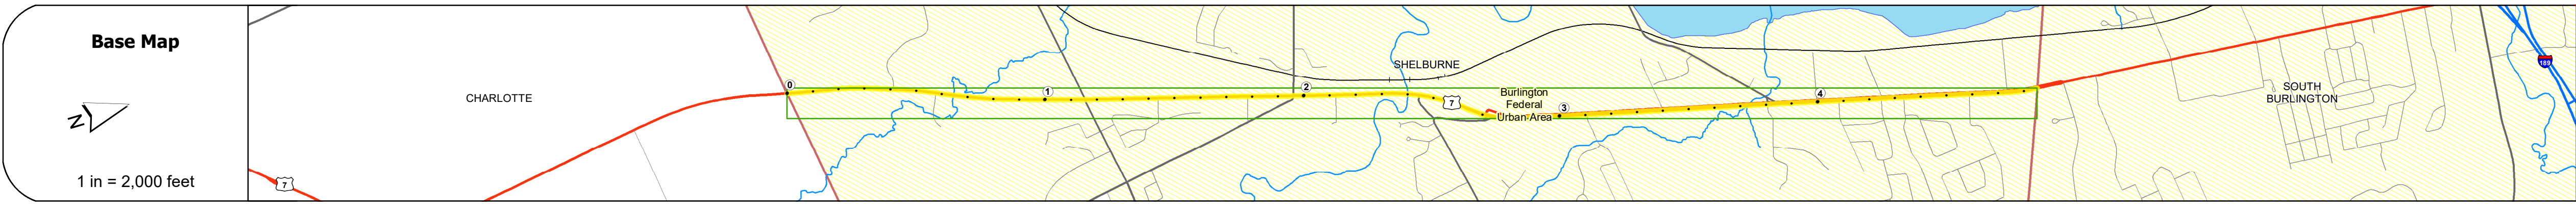 Base Map
N
1 in = 2,000 feet
7
CHARLOTTE
0
1
2
SHELBURNE
7
Burlington
Federal
Urban Area
3
4
SOUTH
BURLINGTON
189